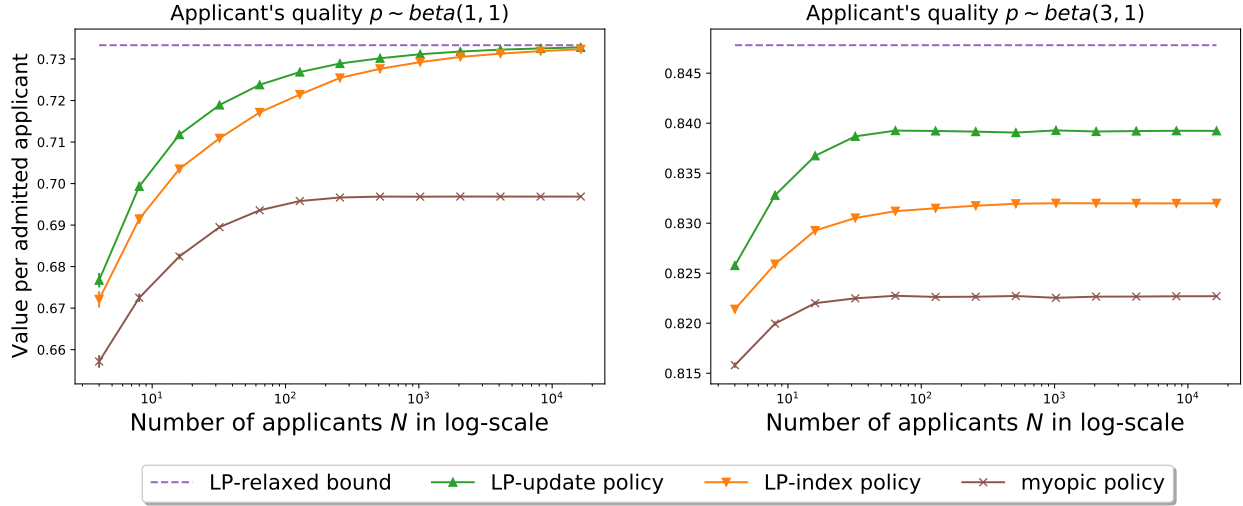 Applicant's quality p ~ beta(1, 1)
Value per admitted applicant
0.73
0.72
0.71
0.70
0.69
0.68
0.67
0.66
10¹ 10² 10³ 10⁴
Number of applicants N in log-scale
Applicant's quality p ~ beta(3, 1)
0.845
0.840
0.835
0.830
0.825
0.820
0.815
10¹ 10² 10³ 10⁴
Number of applicants N in log-scale
LP-relaxed bound LP-update policy LP-index policy myopic policy